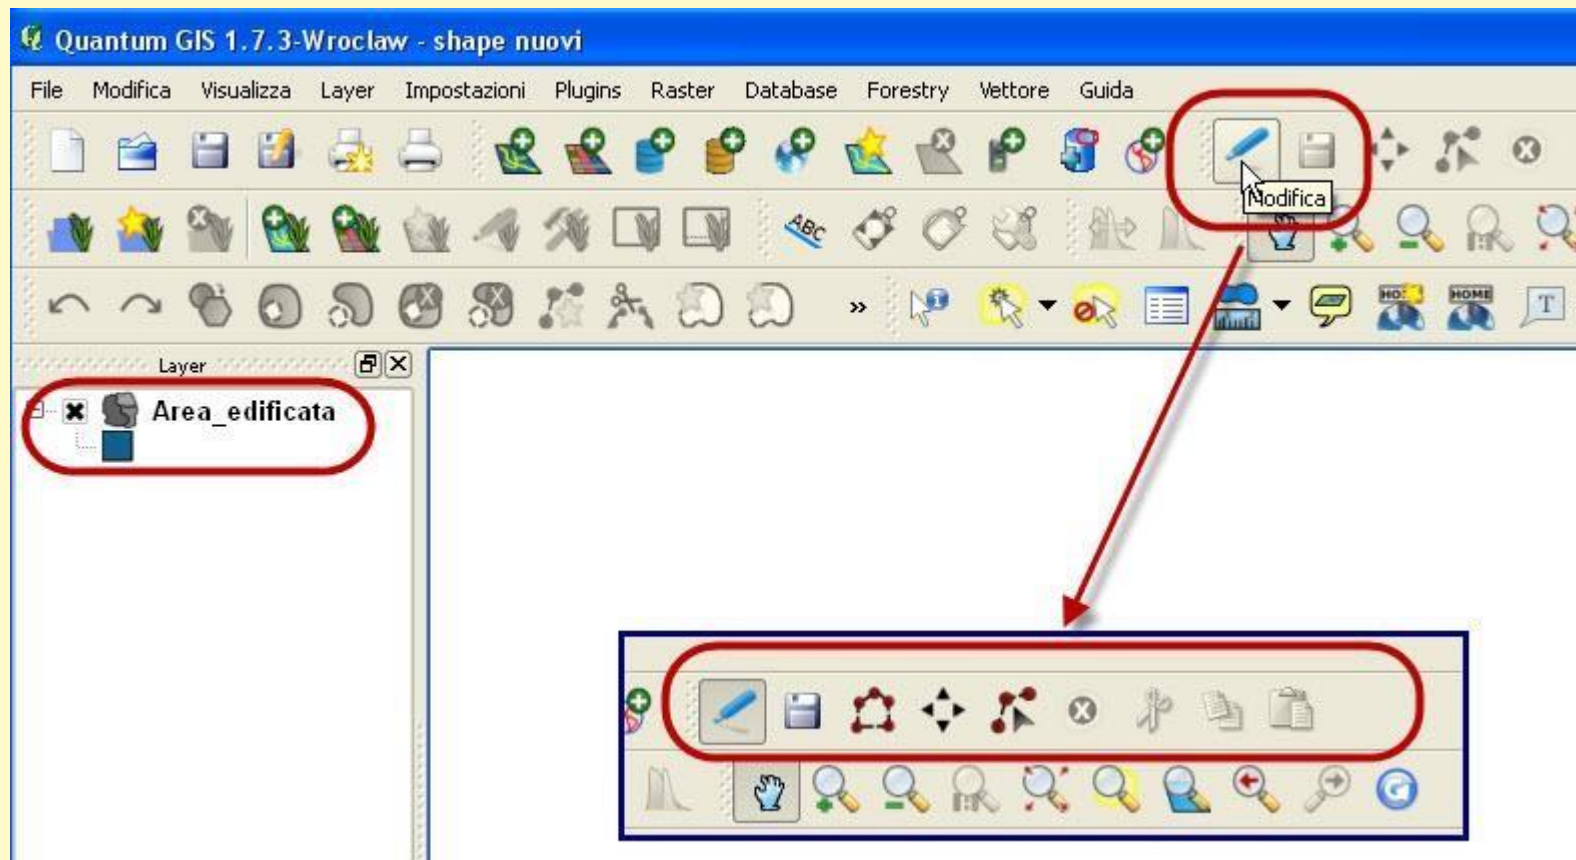 Quantum GIS 1.7.3-Wroclaw - shape nuovi
File Modifica Visualizza Layer Impostazioni Plugins Raster Database Forestry Vettore Guida
Modifica
ABC
HOME
T
Layer
Area_edificata